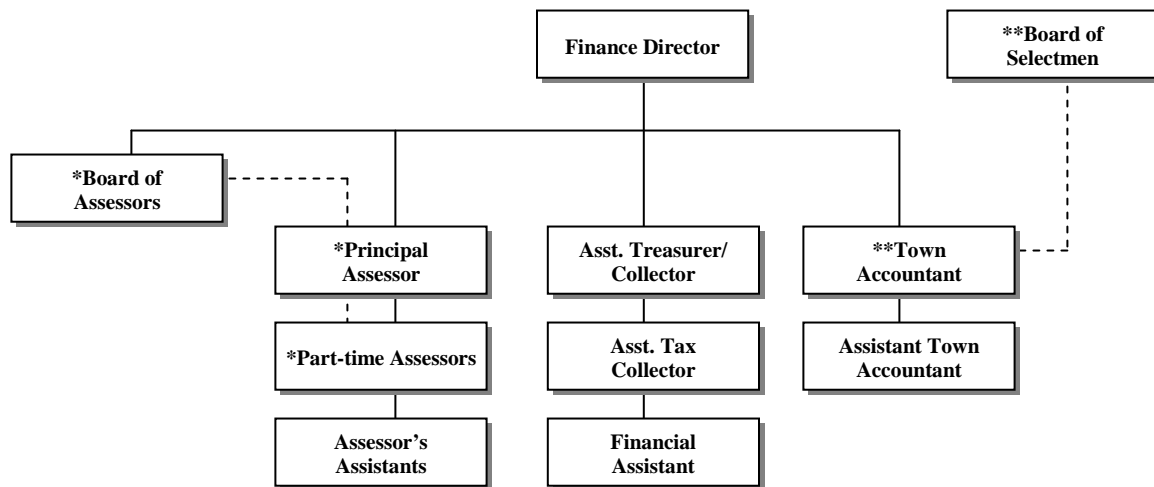 Finance Director
**Board of
Selectmen
*Board of
Assessors
*Principal
Assessor
Asst. Treasurer/
Collector
**Town
Accountant
*Part-time Assessors
Asst. Tax
Collector
Assistant Town
Accountant
Assessor’s
Assistants
Financial
Assistant